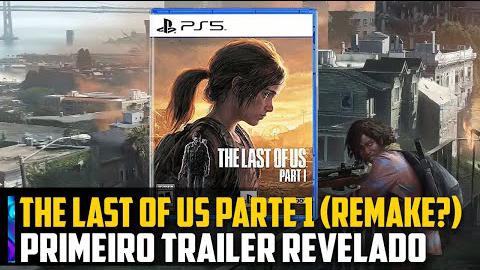 PS5
THE LAST OF US
PART I
THE LAST OF US PARTE 1 (REMAKE?)
PRIMEIRO TRAILER REVELADO